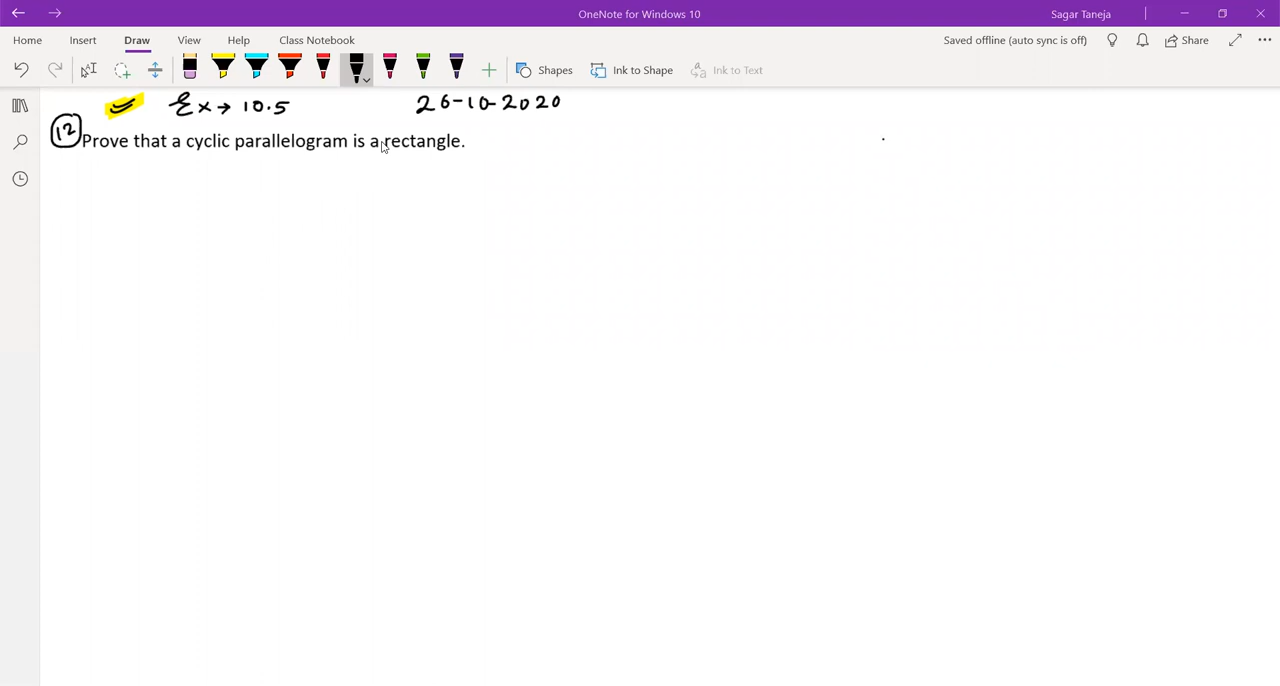 OneNote for Windows 10
Sagar Taneja
Home Insert Draw View Help Class Notebook
Saved offline (auto sync is off)
Share
Shapes
Ink to Shape
Ink to Text
Ex → 10.5 26-10-2020
12 Prove that a cyclic parallelogram is a rectangle.